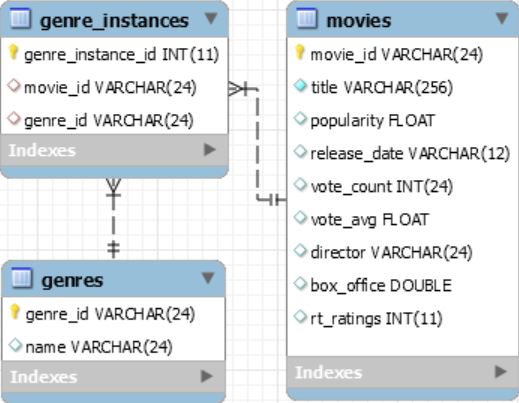 genre_instances
genre_instance_id INT(11)
movie_id VARCHAR(24)
genre_id VARCHAR(24)
Indexes
genres
genre_id VARCHAR(24)
name VARCHAR(24)
Indexes
movies
movie_id VARCHAR(24)
title VARCHAR(256)
popularity FLOAT
release_date VARCHAR(12)
vote_count INT(24)
vote_avg FLOAT
director VARCHAR(24)
box_office DOUBLE
rt_ratings INT(11)
Indexes